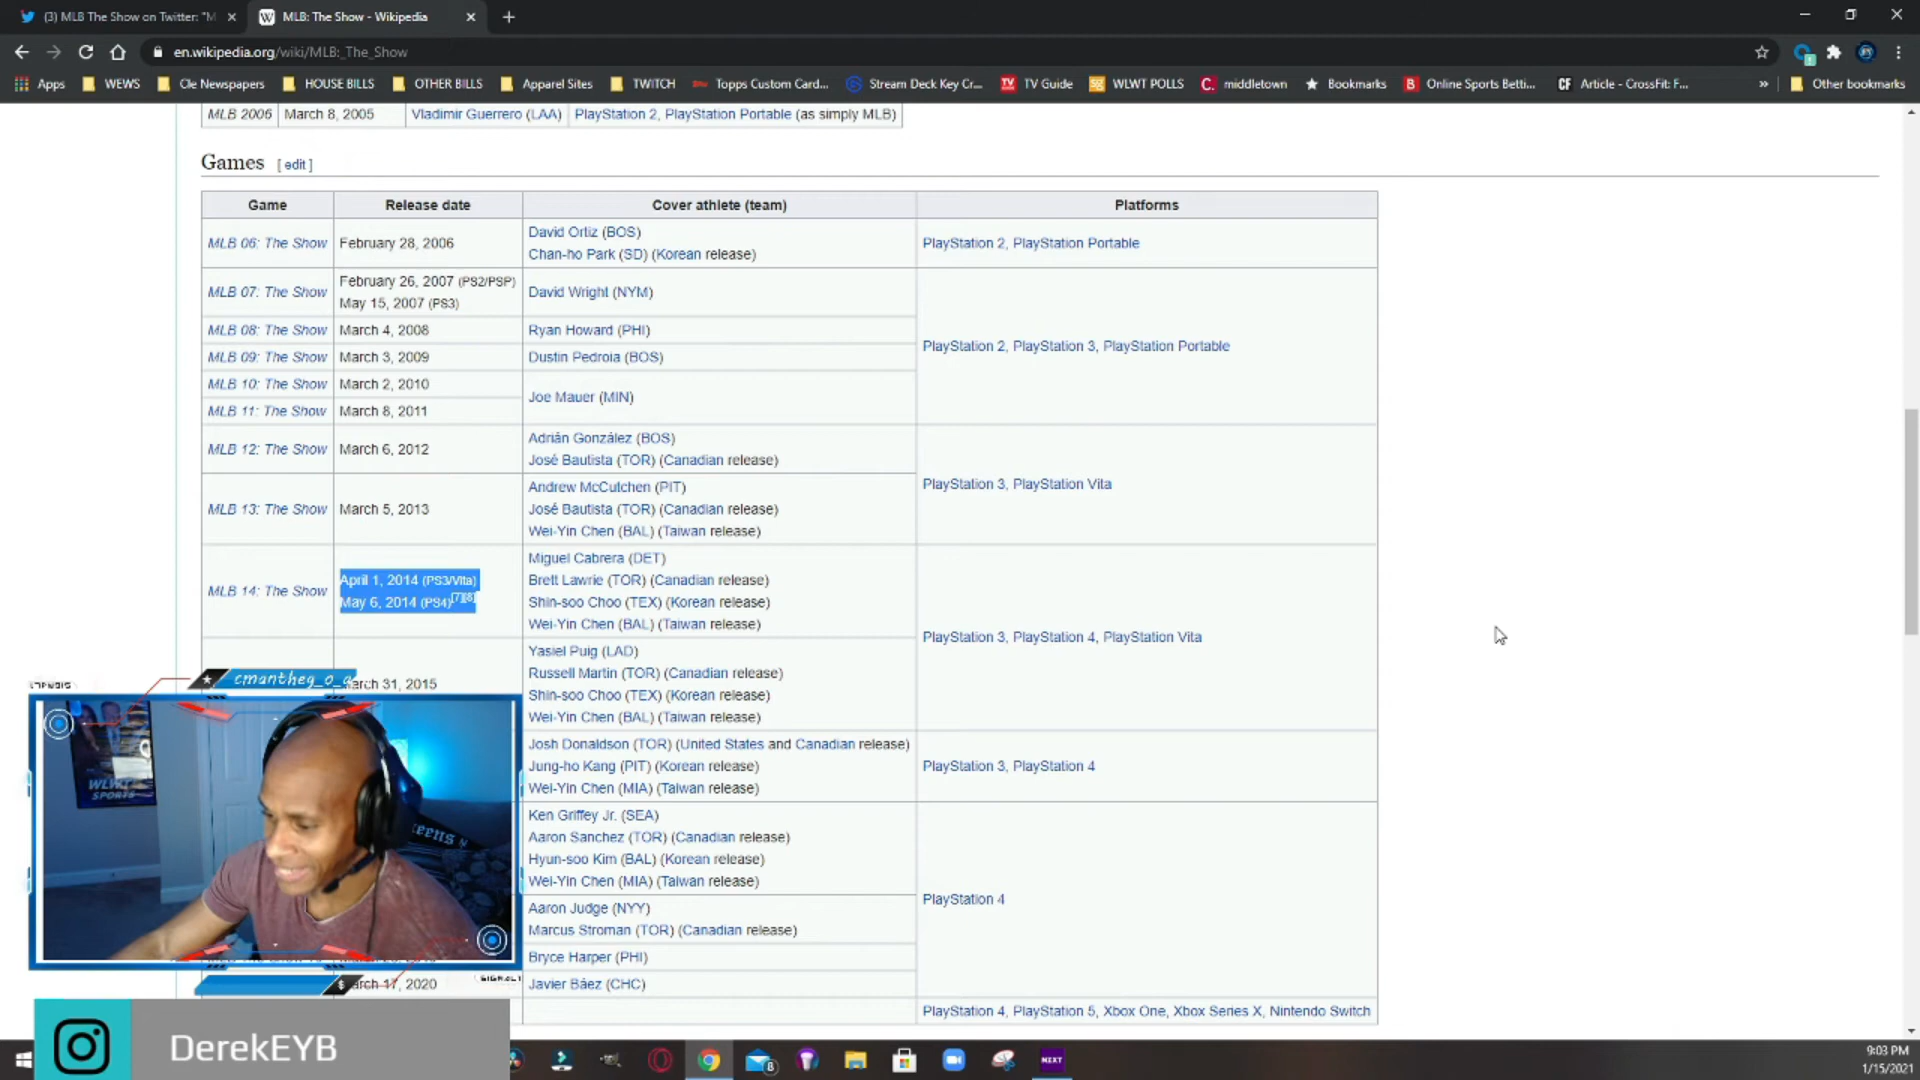 (3) MLB The Show on Twitter: "M
MLB: The Show - Wikipedia
en.wikipedia.org/wiki/MLB:_The_Show
Apps WEWS Cle Newspapers HOUSE BILLS OTHER BILLS Apparel Sites TWITCH Topps Custom Card... Stream Deck Key Cr... TV Guide WLWT POLLS middletown Bookmarks Online Sports Betti... Article - CrossFit: F... » Other bookmarks
MLB 2006 March 8, 2005 Vladimir Guerrero (LAA) PlayStation 2, PlayStation Portable (as simply MLB)
Games [ edit ]
Game Release date Cover athlete (team) Platforms
MLB 06: The Show February 28, 2006 David Ortiz (BOS)
Chan-ho Park (SD) (Korean release) PlayStation 2, PlayStation Portable
MLB 07: The Show February 26, 2007 (PS2/PSP)
May 15, 2007 (PS3) David Wright (NYM)
MLB 08: The Show March 4, 2008 Ryan Howard (PHI)
PlayStation 2, PlayStation 3, PlayStation Portable
MLB 09: The Show March 3, 2009 Dustin Pedroia (BOS)
MLB 10: The Show March 2, 2010
Joe Mauer (MIN)
MLB 11: The Show March 8, 2011
MLB 12: The Show March 6, 2012 Adrián González (BOS)
José Bautista (TOR) (Canadian release)
PlayStation 3, PlayStation Vita
MLB 13: The Show March 5, 2013 Andrew McCutchen (PIT)
José Bautista (TOR) (Canadian release)
Wei-Yin Chen (BAL) (Taiwan release)
MLB 14: The Show April 1, 2014 (PS3/Vita)
May 6, 2014 (PS4)[7][8]
Miguel Cabrera (DET)
Brett Lawrie (TOR) (Canadian release)
Shin-soo Choo (TEX) (Korean release)
Wei-Yin Chen (BAL) (Taiwan release)
PlayStation 3, PlayStation 4, PlayStation Vita
31, 2015 Yasiel Puig (LAD)
Russell Martin (TOR) (Canadian release)
Shin-soo Choo (TEX) (Korean release)
Wei-Yin Chen (BAL) (Taiwan release)
Josh Donaldson (TOR) (United States and Canadian release)
Jung-ho Kang (PIT) (Korean release)
Wei-Yin Chen (MIA) (Taiwan release)
PlayStation 3, PlayStation 4
Ken Griffey Jr. (SEA)
Aaron Sanchez (TOR) (Canadian release)
Hyun-soo Kim (BAL) (Korean release)
Wei-Yin Chen (MIA) (Taiwan release)
PlayStation 4
Aaron Judge (NYY)
Marcus Stroman (TOR) (Canadian release)
Bryce Harper (PHI)
17, 2020 Javier Báez (CHC)
PlayStation 4, PlayStation 5, Xbox One, Xbox Series X, Nintendo Switch
cmantheg_o_a
WLWT
SPORTS
DerekEYB
NEXT
8
9:03 PM
1/15/2021